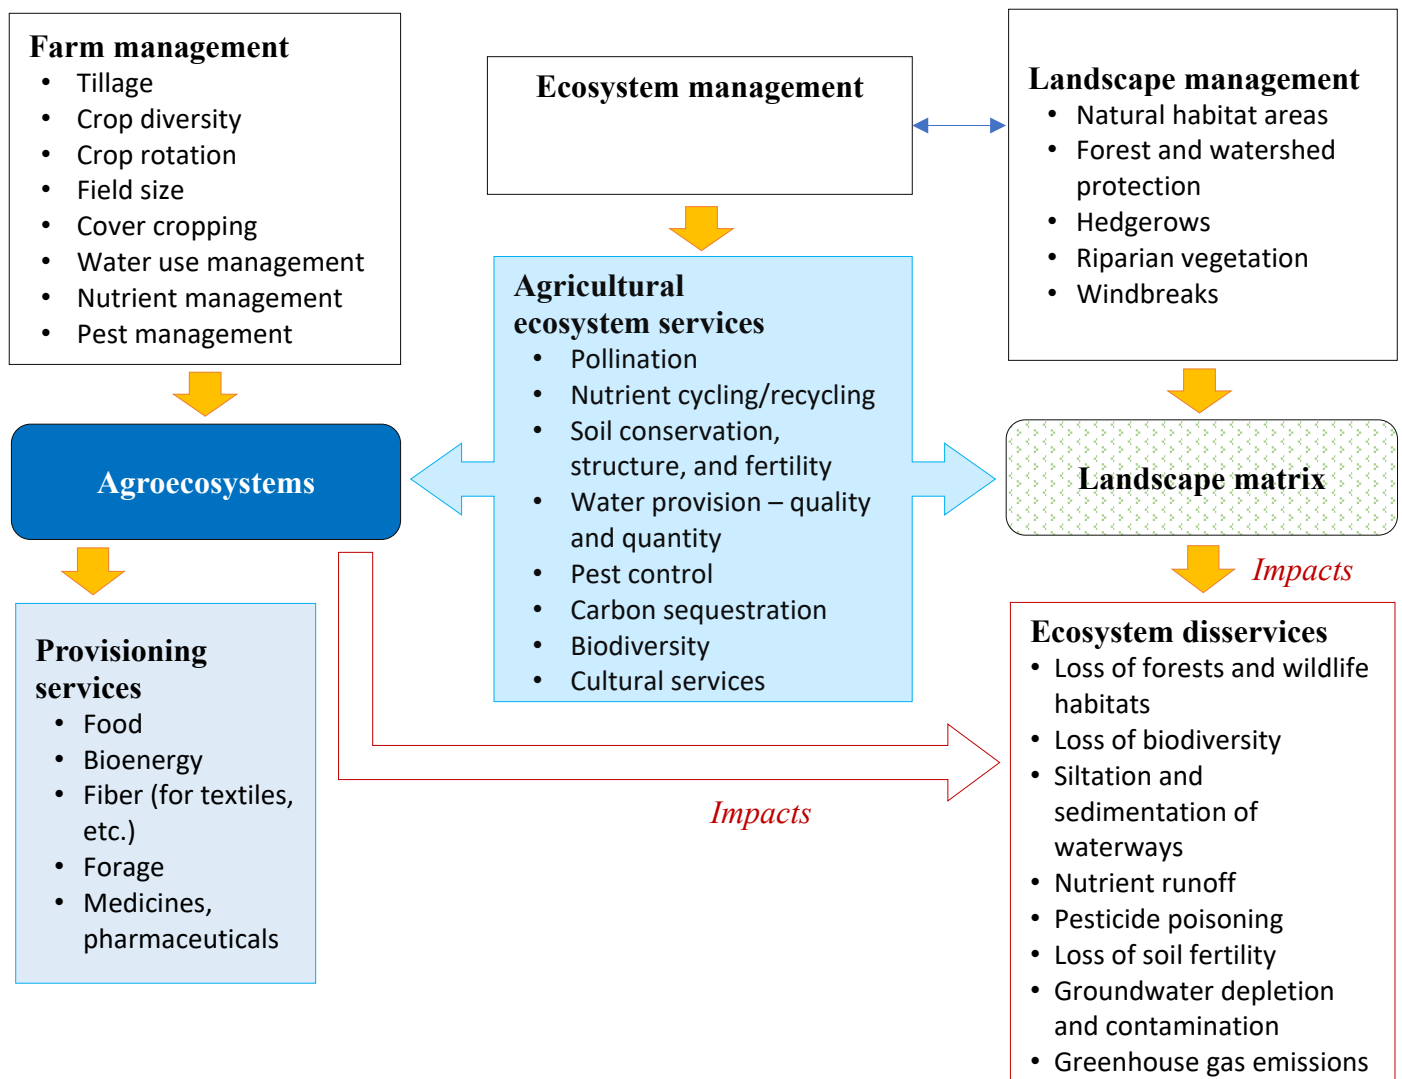 Farm management
• Tillage
• Crop diversity
• Crop rotation
• Field size
• Cover cropping
• Water use management
• Nutrient management
• Pest management
Ecosystem management
Landscape management
• Natural habitat areas
• Forest and watershed
protection
• Hedgerows
• Riparian vegetation
• Windbreaks
Agricultural
ecosystem services
• Pollination
• Nutrient cycling/recycling
• Soil conservation,
structure, and fertility
• Water provision – quality
and quantity
• Pest control
• Carbon sequestration
• Biodiversity
• Cultural services
Agroecosystems
Landscape matrix
Impacts
Provisioning
services
• Food
• Bioenergy
• Fiber (for textiles,
etc.)
• Forage
• Medicines,
pharmaceuticals
Impacts
Ecosystem disservices
• Loss of forests and wildlife
habitats
• Loss of biodiversity
• Siltation and
sedimentation of
waterways
• Nutrient runoff
• Pesticide poisoning
• Loss of soil fertility
• Groundwater depletion
and contamination
• Greenhouse gas emissions